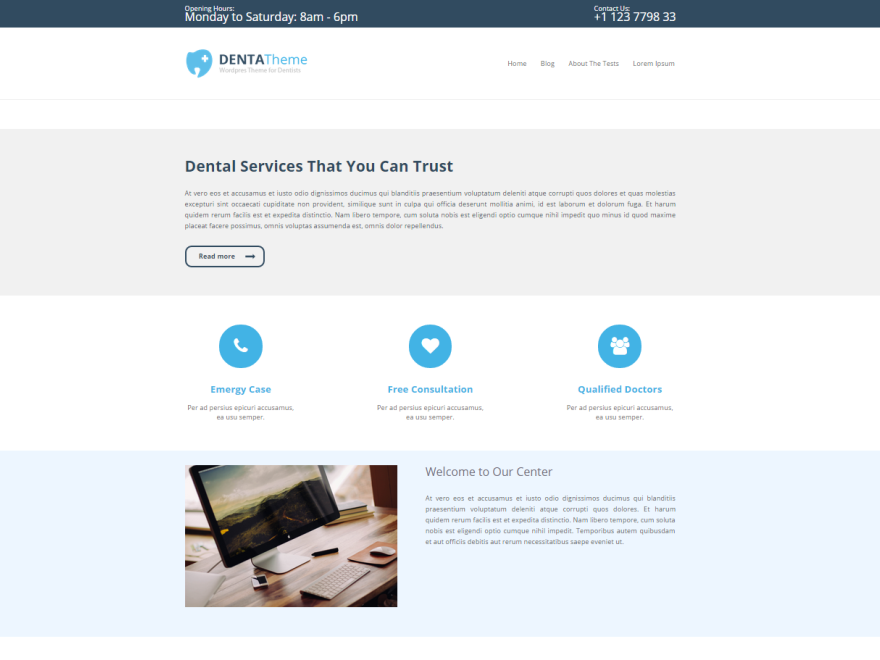 Opening Hours:
Monday to Saturday: 8am - 6pm
Contact Us:
+1 123 7798 33
DENTATheme
Wordpres Theme for Dentists
Home Blog About The Tests Lorem Ipsum
Dental Services That You Can Trust
At vero eos et accusamus et iusto odio dignissimos ducimus qui blanditiis praesentium voluptatum deleniti atque corrupti quos dolores et quas molestias
excepturi sint occaecati cupiditate non provident, similique sunt in culpa qui officia deserunt mollitia animi, id est laborum et dolorum fuga. Et harum
quidem rerum facilis est et expedita distinctio. Nam libero tempore, cum soluta nobis est eligendi optio cumque nihil impedit quo minus id quod maxime
placeat facere possimus, omnis voluptas assumenda est, omnis dolor repellendus.
Read more
Emergy Case
Per ad persius epicuri accusamus,
ea usu semper.
Free Consultation
Per ad persius epicuri accusamus,
ea usu semper.
Qualified Doctors
Per ad persius epicuri accusamus,
ea usu semper.
Welcome to Our Center
At vero eos et accusamus et iusto odio dignissimos ducimus qui blanditiis
praesentium voluptatum deleniti atque corrupti quos dolores. Et harum
quidem rerum facilis est et expedita distinctio. Nam libero tempore, cum soluta
nobis est eligendi optio cumque nihil impedit. Temporibus autem quibusdam
et aut officiis debitis aut rerum necessitatibus saepe eveniet ut.